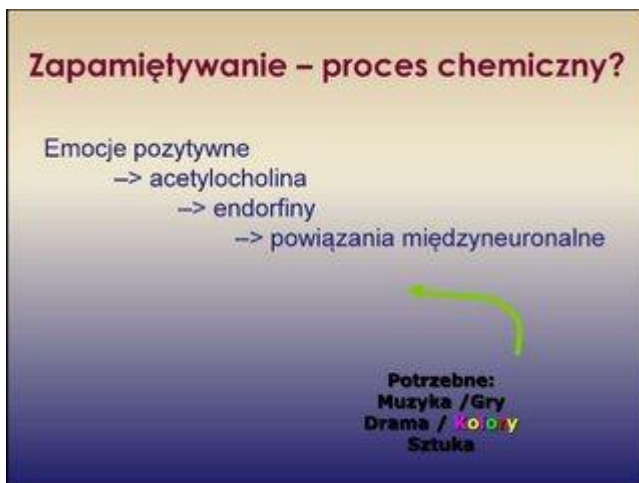 Zapamiętywanie – proces chemiczny?
Emocje pozytywne
–> acetylocholina
–> endorfiny
–> powiązania międzyneuronalne
Potrzebne:
Muzyka /Gry
Drama / Kolory
Sztuka